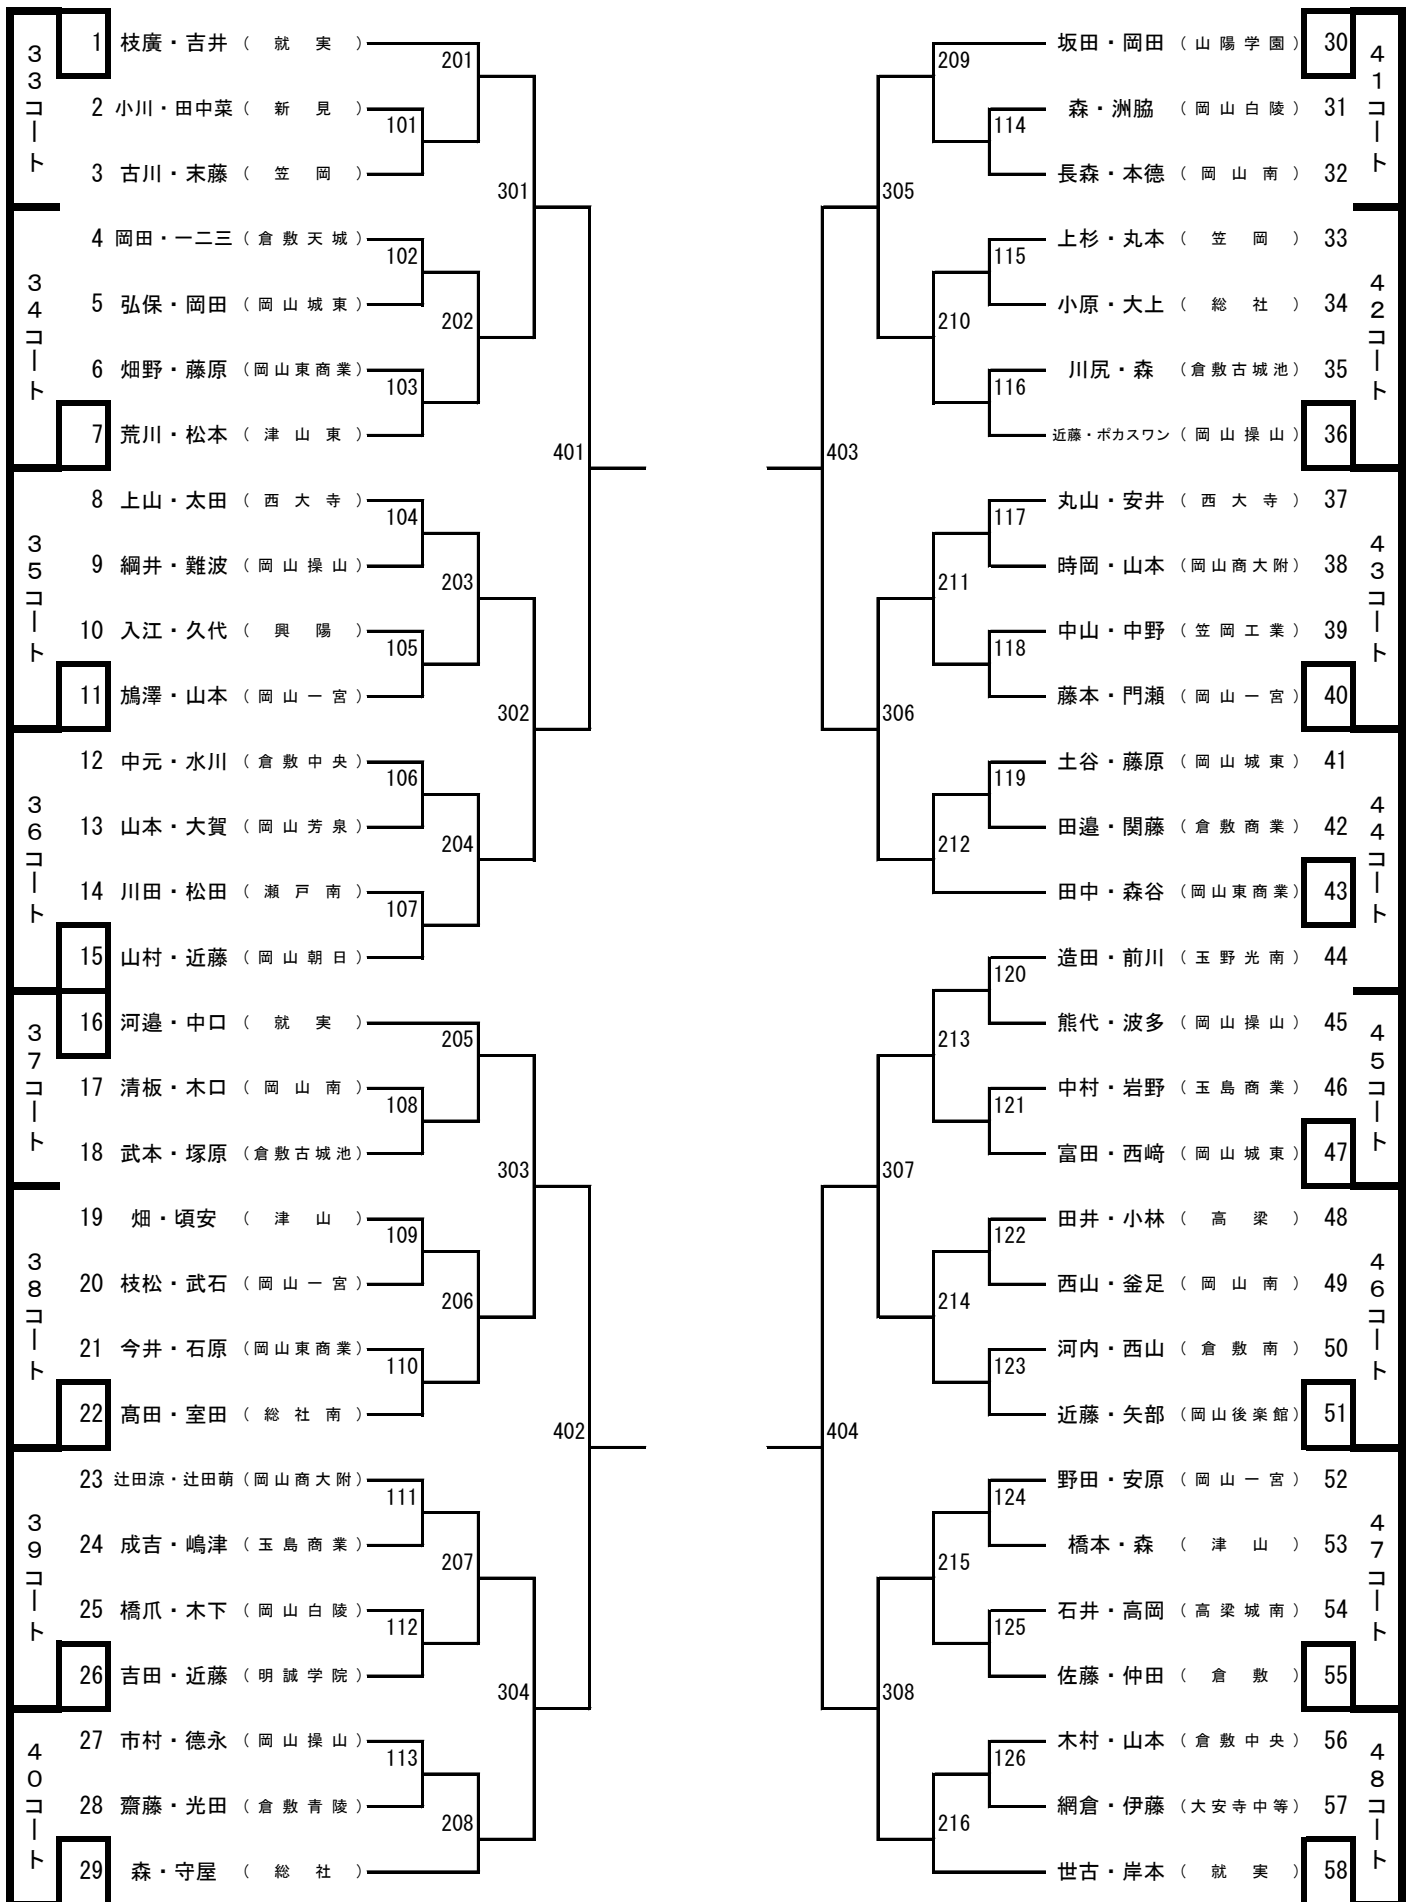 33コート
1 枝廣・吉井 （ 就 実 ）
201
2 小川・田中菜 （ 新 見 ）
101
3 古川・末藤 （ 笠 岡 ）
301
34コート
4 岡田・一二三 （ 倉 敷 天 城 ）
102
5 弘保・岡田 （ 岡 山 城 東 ）
202
6 畑野・藤原 （岡山東商業）
103
7 荒川・松本 （ 津 山 東 ）
401
35コート
8 上山・太田 （ 西 大 寺 ）
104
9 綱井・難波 （ 岡 山 操 山 ）
203
10 入江・久代 （ 興 陽 ）
105
11 鴆澤・山本 （ 岡 山 一 宮 ）
302
36コート
12 中元・水川 （ 倉 敷 中 央 ）
106
13 山本・大賀 （ 岡 山 芳 泉 ）
204
14 川田・松田 （ 瀬 戸 南 ）
107
15 山村・近藤 （ 岡 山 朝 日 ）
37コート
16 河邉・中口 （ 就 実 ）
205
17 清板・木口 （ 岡 山 南 ）
108
18 武本・塚原 （倉敷古城池）
303
38コート
19 畑・頃安 （ 津 山 ）
109
20 枝松・武石 （ 岡 山 一 宮 ）
206
21 今井・石原 （岡山東商業）
110
22 髙田・室田 （ 総 社 南 ）
402
39コート
23 辻田涼・辻田萌 （岡山商大附）
111
24 成吉・嶋津 （ 玉 島 商 業 ）
207
25 橋爪・木下 （ 岡 山 白 陵 ）
112
26 吉田・近藤 （ 明 誠 学 院 ）
304
40コート
27 市村・德永 （ 岡 山 操 山 ）
113
28 齋藤・光田 （ 倉 敷 青 陵 ）
208
29 森・守屋 （ 総 社 ）
41コート
坂田・岡田 （ 山 陽 学 園 ） 30
209
森・洲脇 （ 岡 山 白 陵 ） 31
114
長森・本德 （ 岡 山 南 ） 32
305
42コート
上杉・丸本 （ 笠 岡 ） 33
115
小原・大上 （ 総 社 ） 34
210
川尻・森 （倉敷古城池） 35
116
近藤・ポカスワン （ 岡 山 操 山 ） 36
403
43コート
丸山・安井 （ 西 大 寺 ） 37
117
時岡・山本 （岡山商大附） 38
211
中山・中野 （ 笠 岡 工 業 ） 39
118
藤本・門瀬 （ 岡 山 一 宮 ） 40
306
44コート
土谷・藤原 （ 岡 山 城 東 ） 41
119
田邉・関藤 （ 倉 敷 商 業 ） 42
212
田中・森谷 （岡山東商業） 43
造田・前川 （ 玉 野 光 南 ） 44
120
45コート
熊代・波多 （ 岡 山 操 山 ） 45
213
中村・岩野 （ 玉 島 商 業 ） 46
121
富田・西﨑 （ 岡 山 城 東 ） 47
307
46コート
田井・小林 （ 高 梁 ） 48
122
西山・釜足 （ 岡 山 南 ） 49
214
河内・西山 （ 倉 敷 南 ） 50
123
近藤・矢部 （岡山後楽館） 51
404
47コート
野田・安原 （ 岡 山 一 宮 ） 52
124
橋本・森 （ 津 山 ） 53
215
石井・高岡 （ 高 梁 城 南 ） 54
125
佐藤・仲田 （ 倉 敷 ） 55
308
48コート
木村・山本 （ 倉 敷 中 央 ） 56
126
網倉・伊藤 （大安寺中等） 57
216
世古・岸本 （ 就 実 ） 58